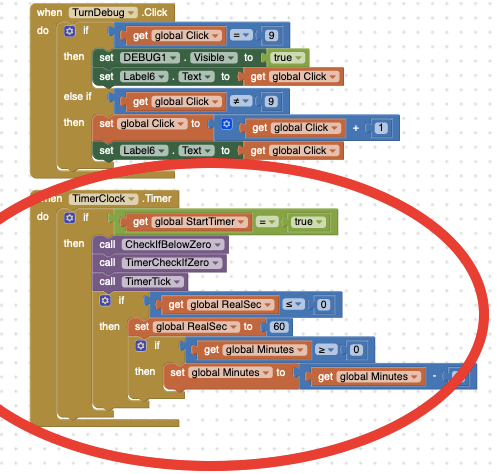 when TurnDebug .Click
do if get global Click = 9
then set DEBUG1 . Visible to true
set Label6 . Text to get global Click
else if get global Click ≠ 9
then set global Click to get global Click + 1
set Label6 . Text to get global Click
when TimerClock .Timer
do if get global StartTimer = true
then call CheckIfBelowZero
call TimerCheckIfZero
call TimerTick
if get global RealSec ≤ 0
then set global RealSec to 60
if get global Minutes ≥ 0
then set global Minutes to get global Minutes -